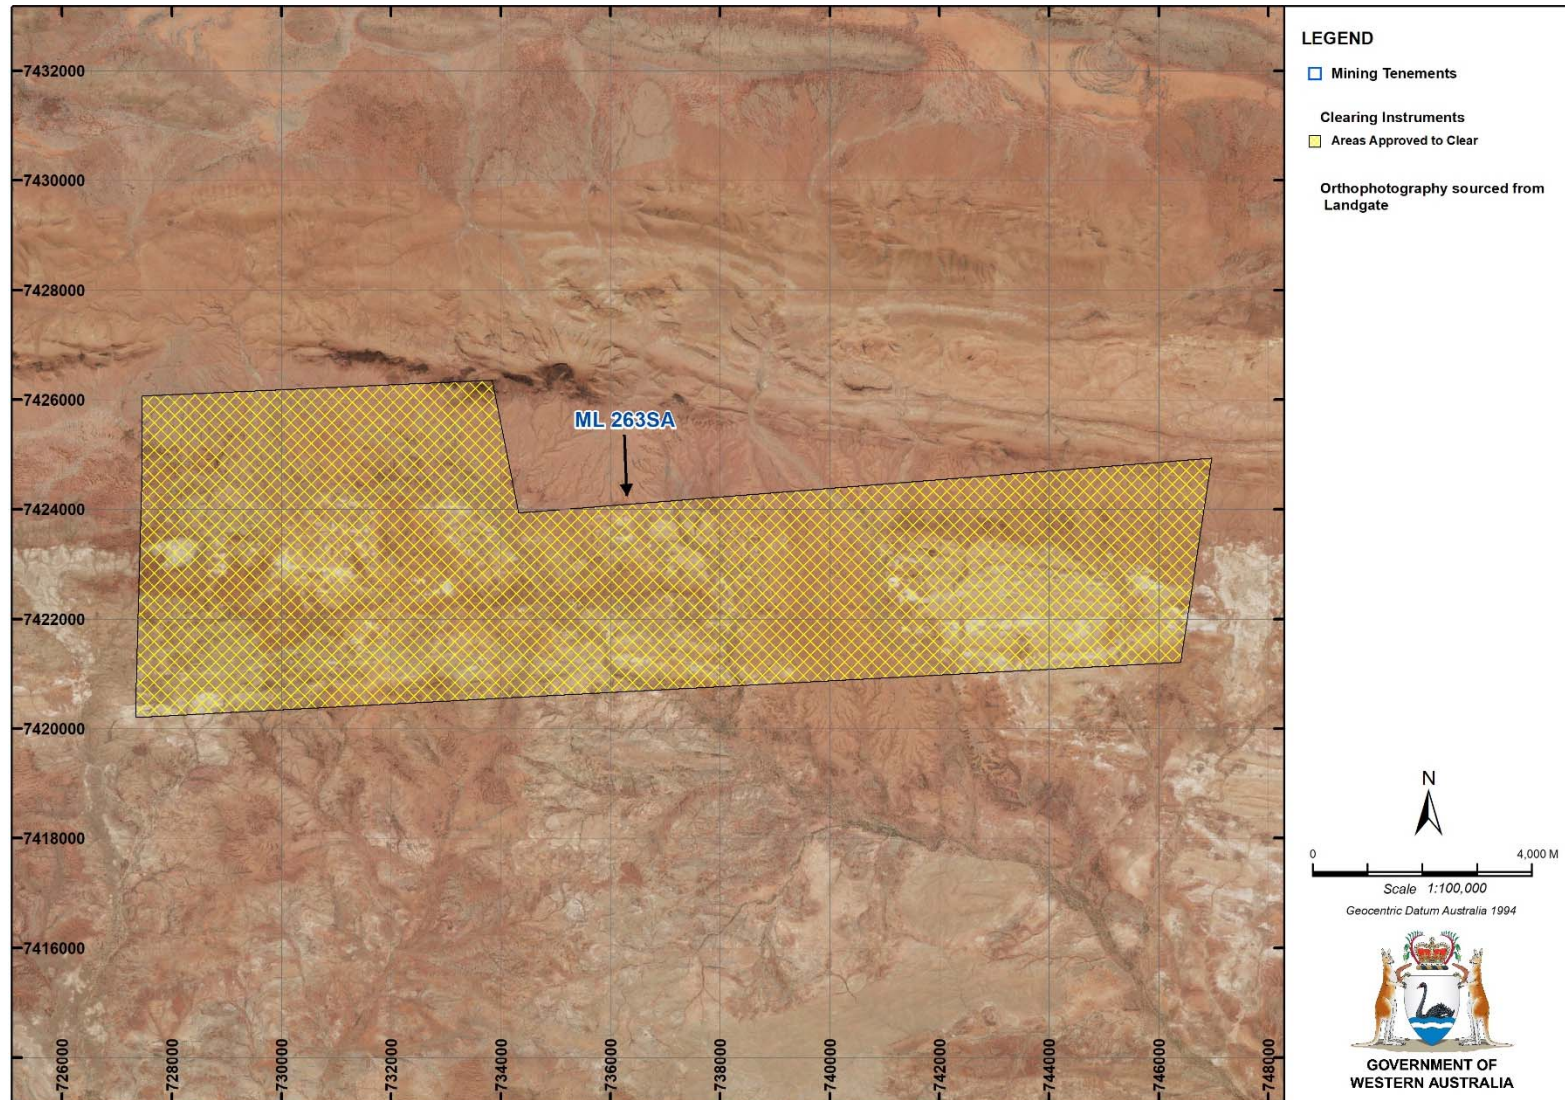 7432000
7430000
7428000
7426000
7424000
7422000
7420000
7418000
7416000
ML 263SA
726000
728000
730000
732000
734000
736000
738000
740000
742000
744000
746000
748000
LEGEND
Mining Tenements
Clearing Instruments
Areas Approved to Clear
Orthophotography sourced from
Landgate
N
0 4,000 M
Scale 1:100,000
Geocentric Datum Australia 1994
GOVERNMENT OF
WESTERN AUSTRALIA